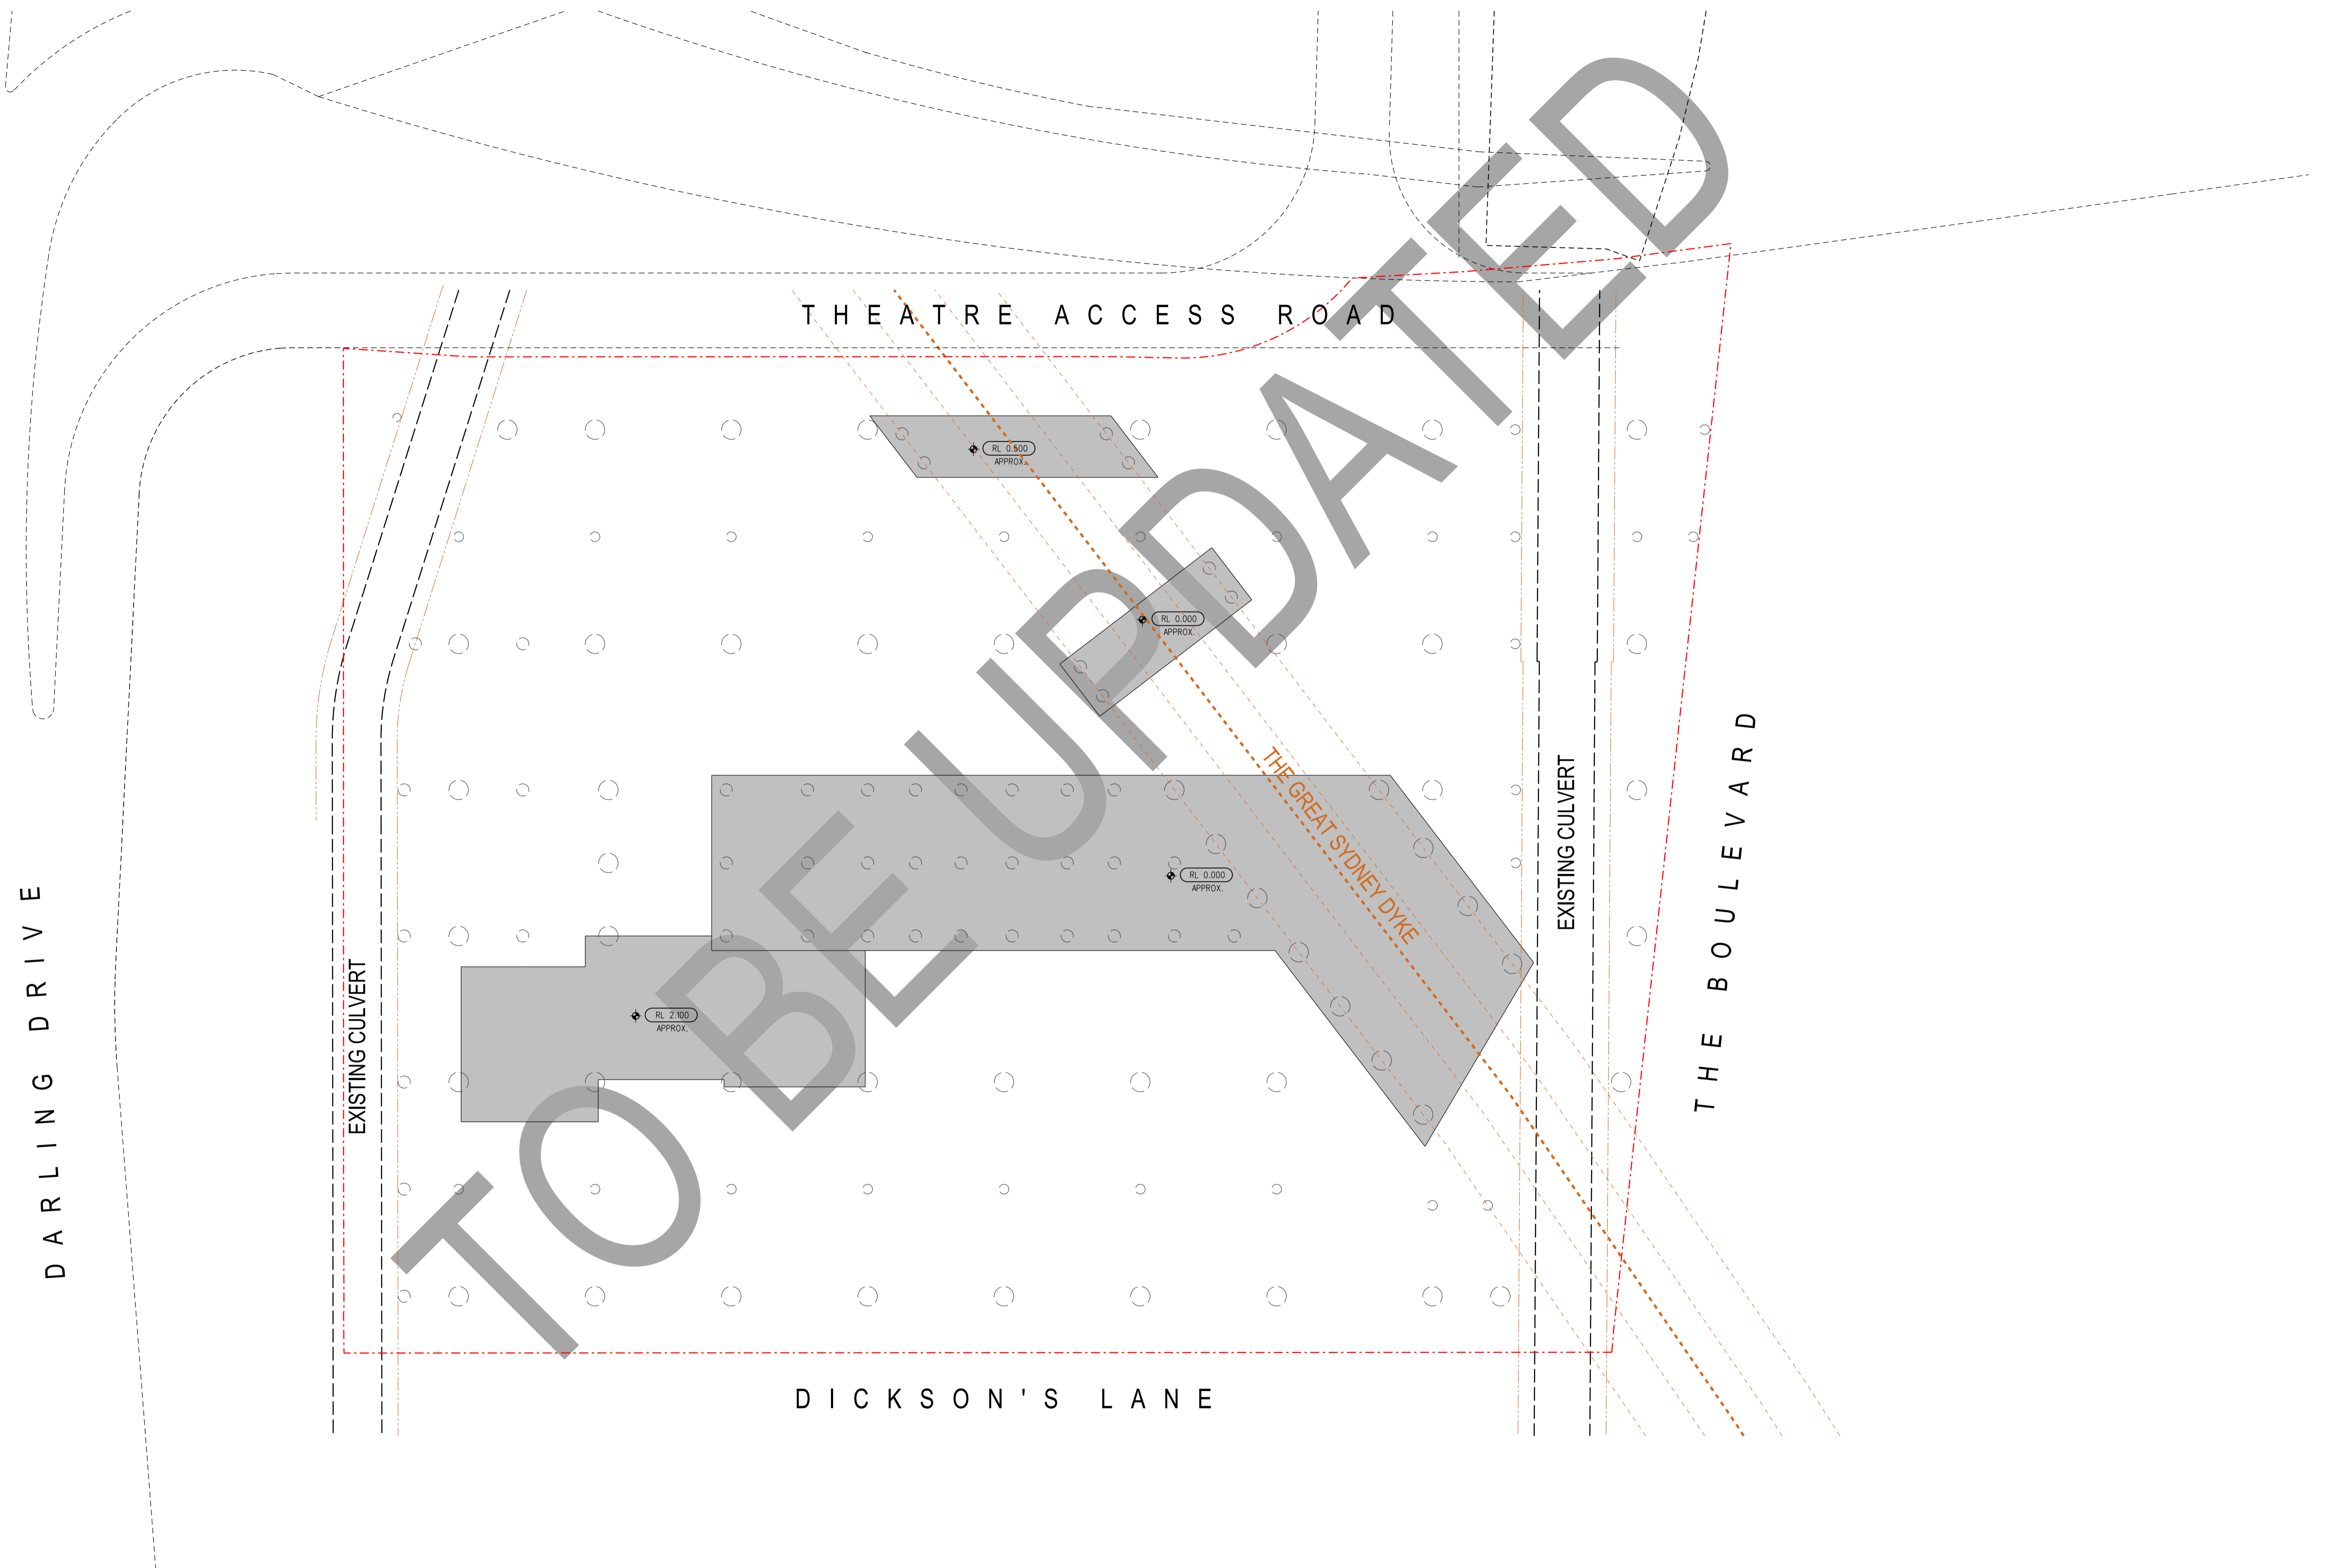 THEATRE ACCESS ROAD
RL 0.500
APPROX.
RL 0.000
APPROX.
THE GREAT SYDNEY DYKE
RL 0.000
APPROX.
RL 2.100
APPROX.
EXISTING CULVERT
EXISTING CULVERT
DARLING DRIVE
THE BOULEVARD
DICKSON'S LANE
TO BE UPDATED